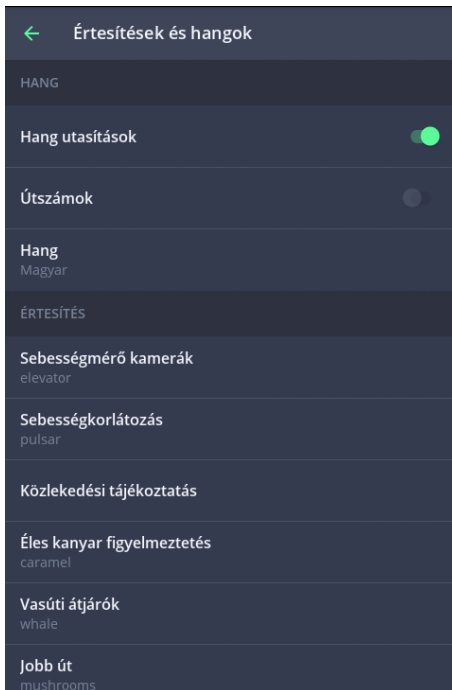 Értesítések és hangok
HANG
Hang utasítások
Útszámok
Hang
Magyar
ÉRTESÍTÉS
Sebességmérő kamerák
elevator
Sebességkorlátozás
pulsar
Közlekedési tájékoztatás
Éles kanyar figyelmeztetés
caramel
Vasúti átjárók
whale
Jobb út
mushrooms